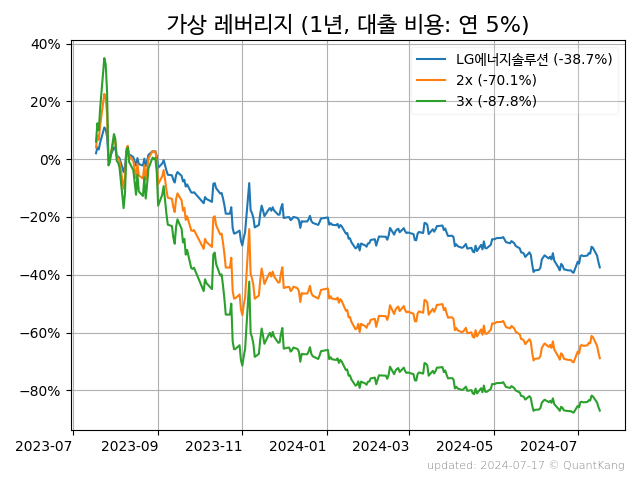 가상 레버리지 (1년, 대출 비용: 연 5%)
LG에너지솔루션 (-38.7%)
2x (-70.1%)
3x (-87.8%)
40%
20%
0%
−20%
−40%
−60%
−80%
2023-07 2023-09 2023-11 2024-01 2024-03 2024-05 2024-07
updated: 2024-07-17 © QuantKang